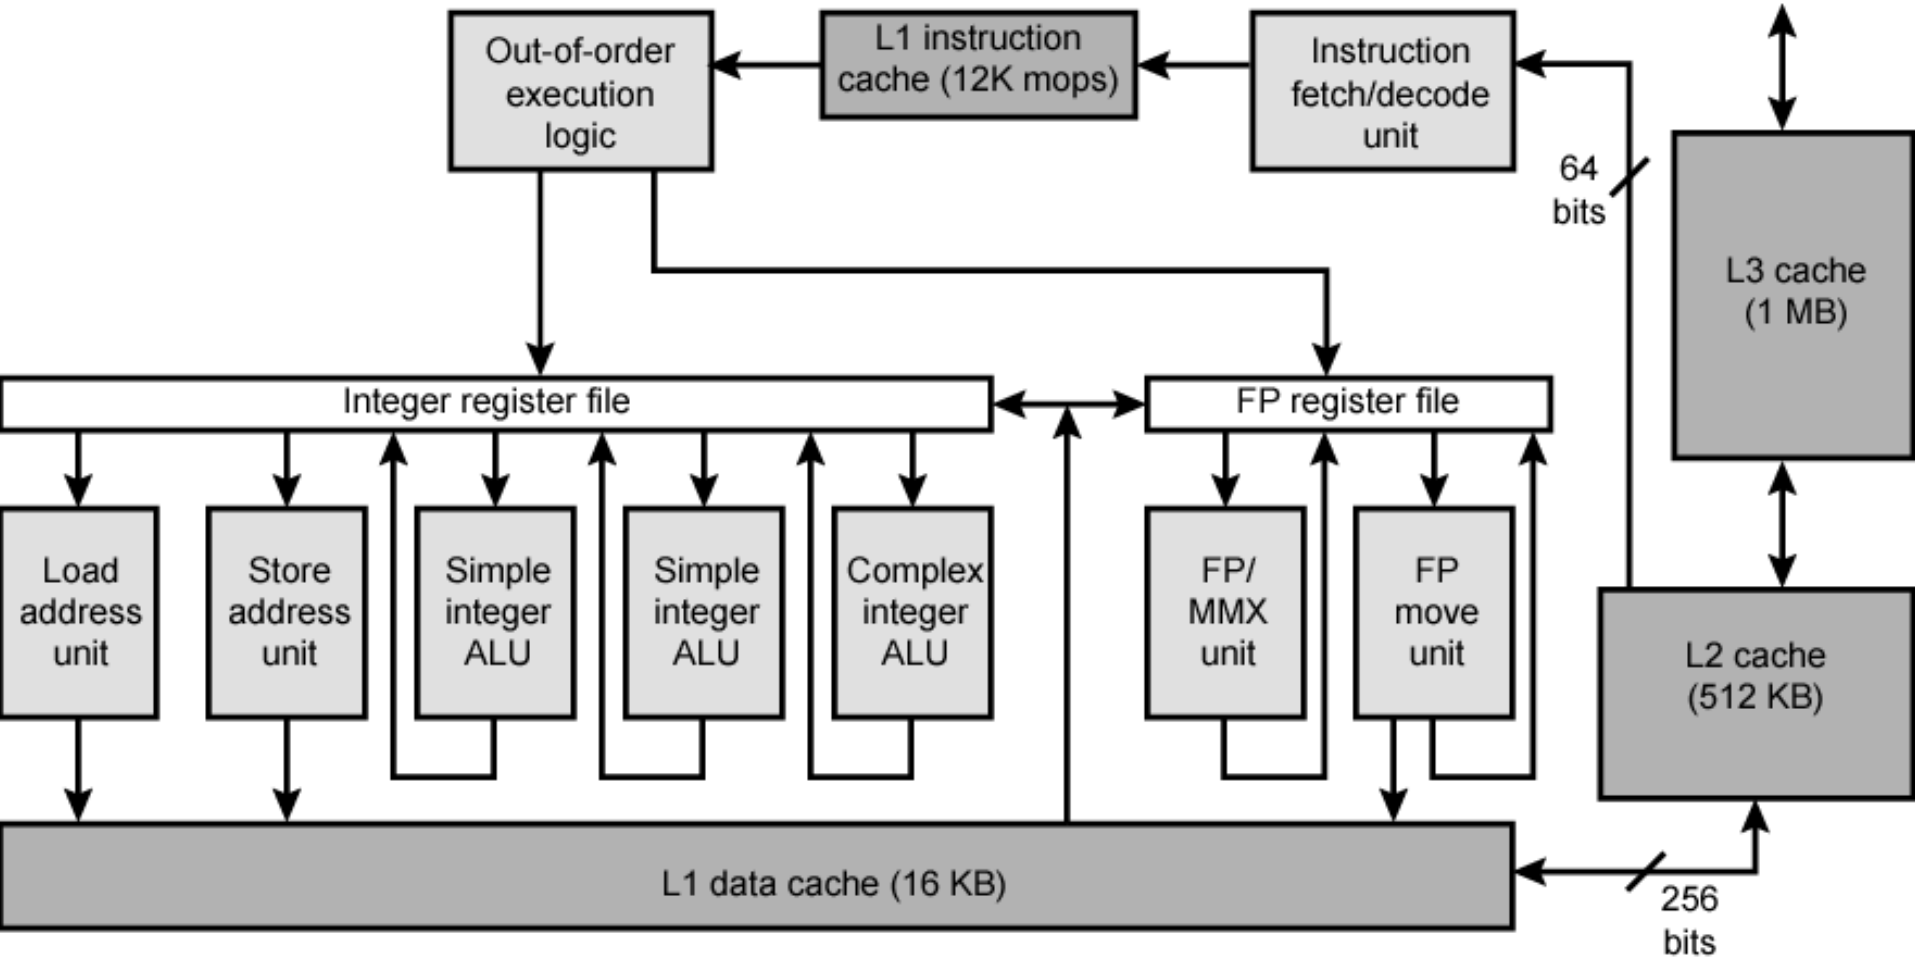 Out-of-order
execution
logic
L1 instruction
cache (12K mops)
Instruction
fetch/decode
unit
64
bits
L3 cache
(1 MB)
Integer register file
FP register file
Load
address
unit
Store
address
unit
Simple
integer
ALU
Simple
integer
ALU
Complex
integer
ALU
FP/
MMX
unit
FP
move
unit
L2 cache
(512 KB)
L1 data cache (16 KB)
256
bits